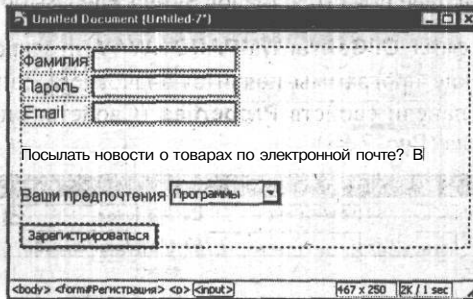 Untitled Document (Untitled-7*)
Фамилия
Пароль
Email
Посылать новости о товарах по электронной почте? В
Ваши предпочтения Программы
Зарегистрироваться
<body> <form#Регистрация> <p> <input> 467 x 250 2K / 1 sec